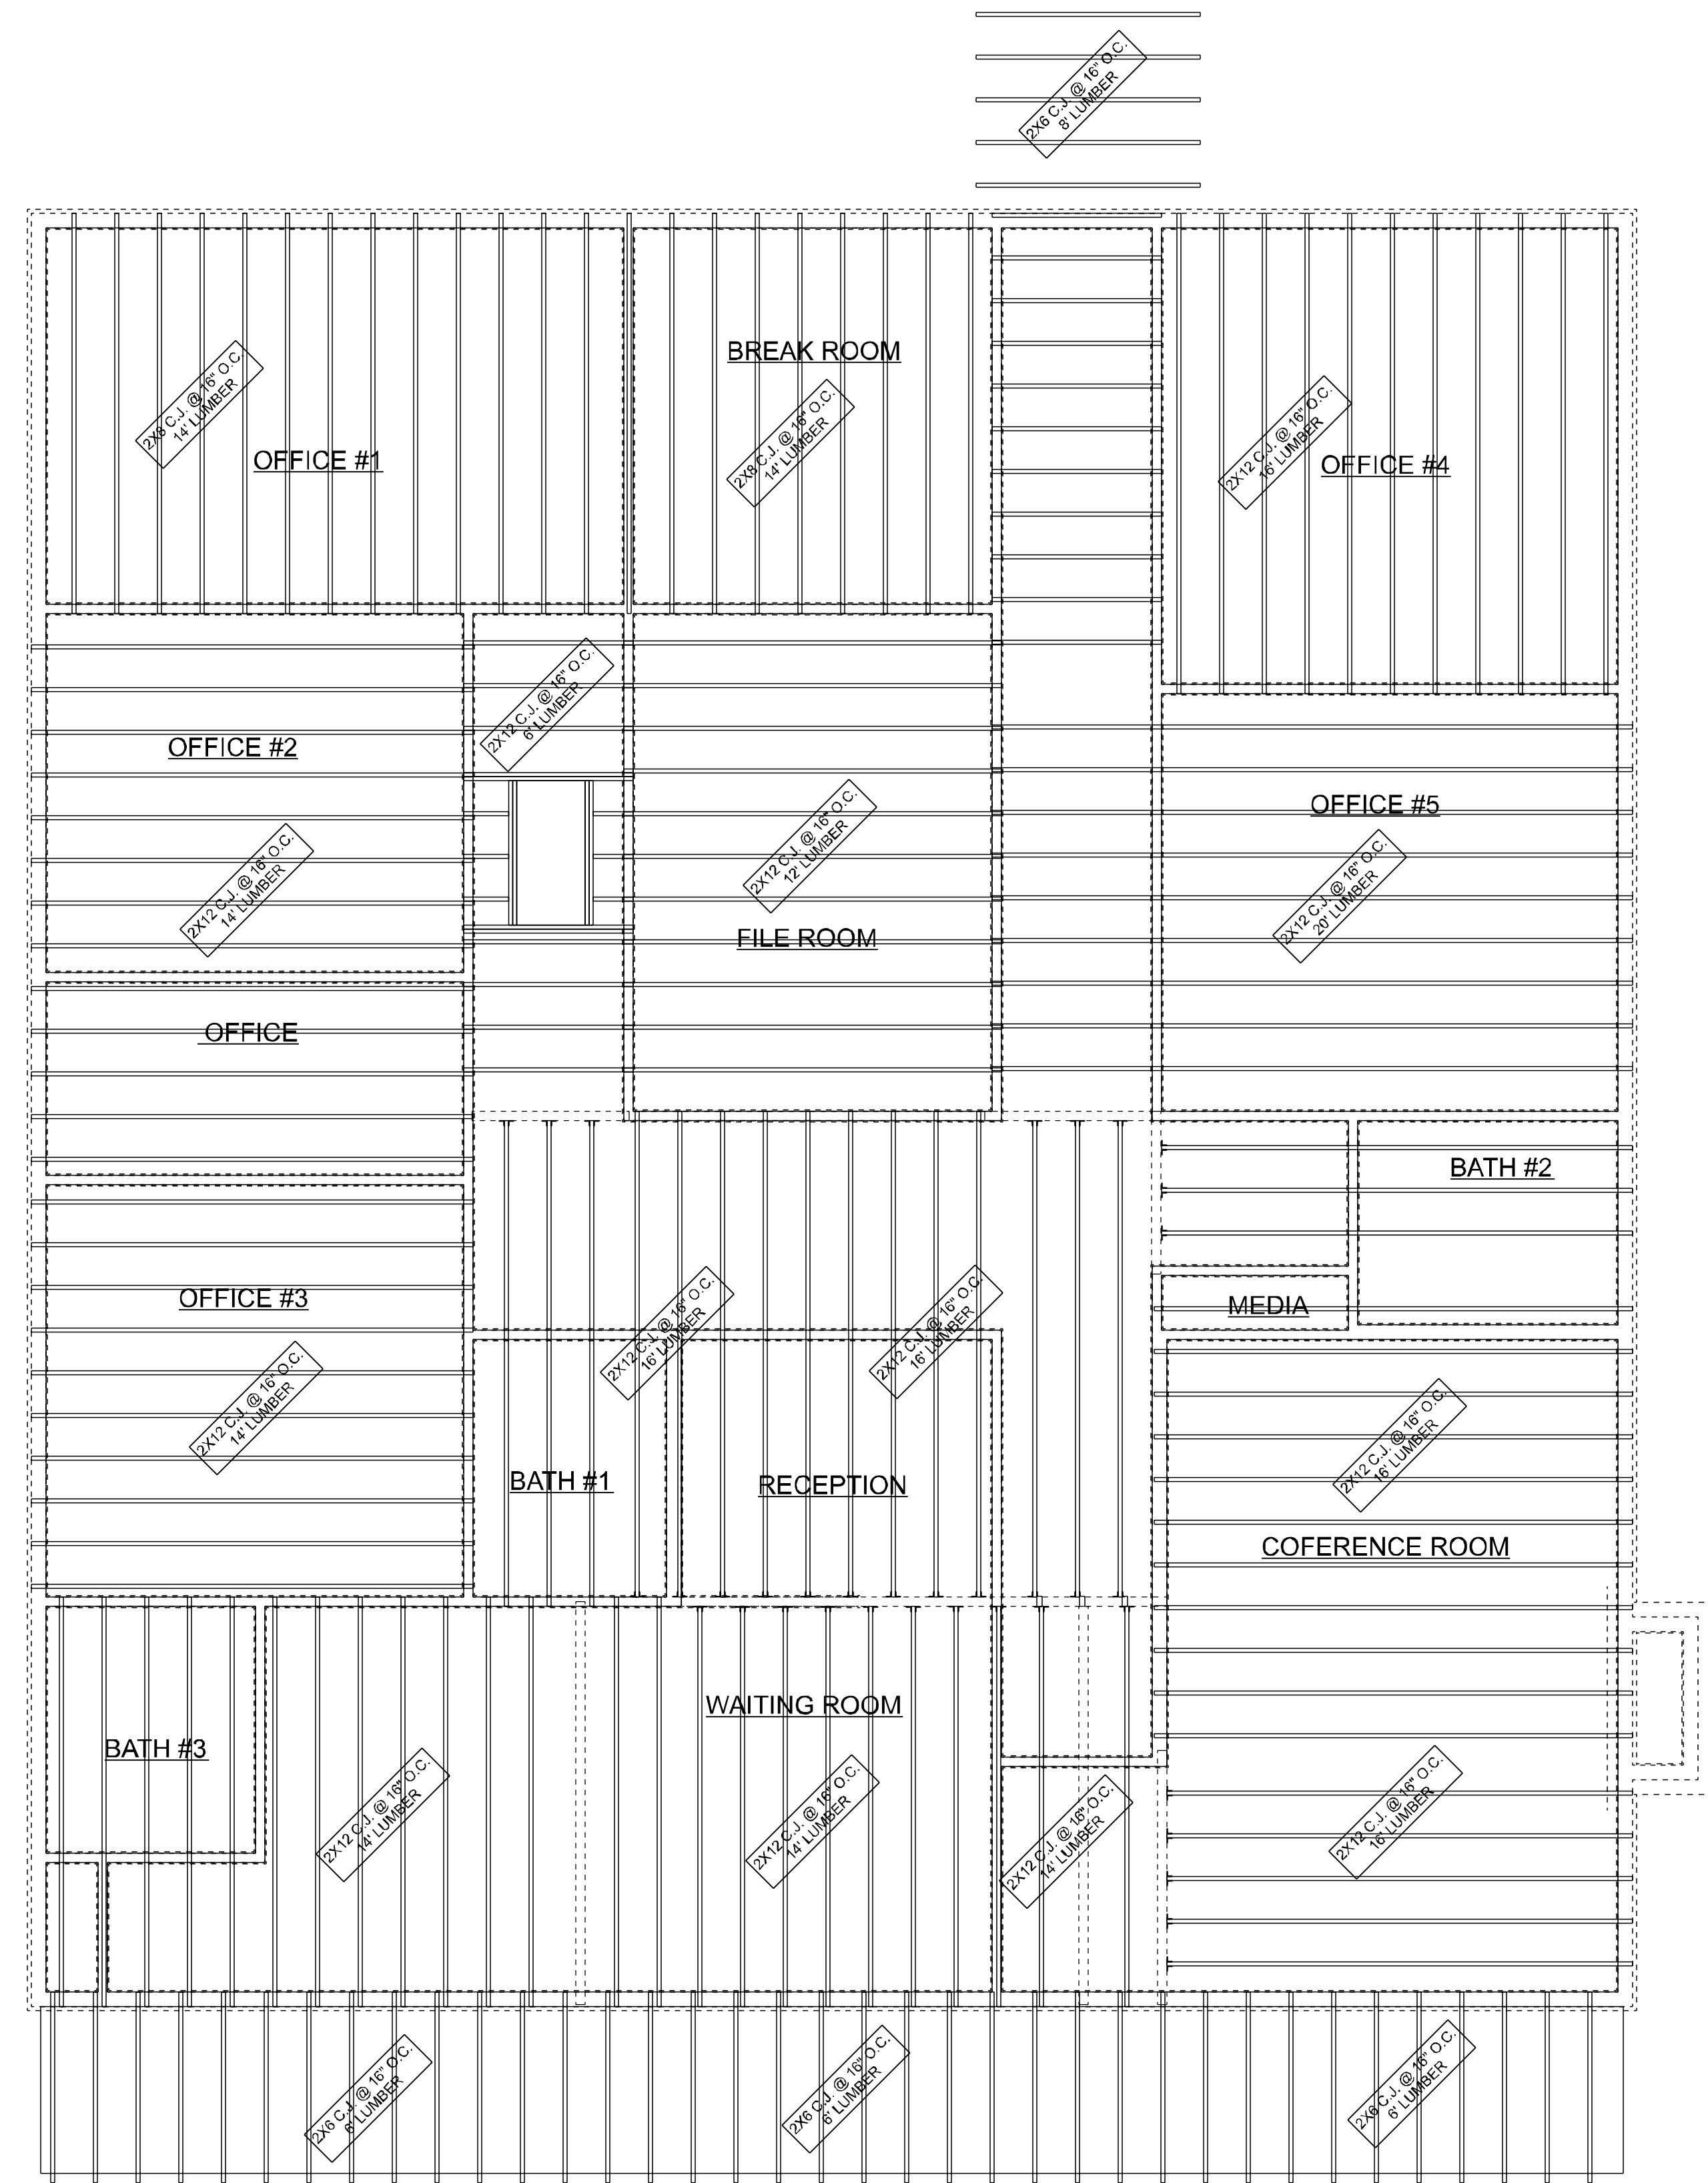 2X6 C.J. @ 16" O.C.
8' LUMBER
BREAK ROOM
2X8 C.J. @ 16" O.C.
14' LUMBER
OFFICE #1
2X8 C.J. @ 16" O.C.
14' LUMBER
2X12 C.J. @ 16" O.C.
16' LUMBER
OFFICE #4
2X12 C.J. @ 16" O.C.
6' LUMBER
OFFICE #2
OFFICE #5
2X12 C.J. @ 16" O.C.
14' LUMBER
2X12 C.J. @ 16" O.C.
12' LUMBER
2X12 C.J. @ 16" O.C.
20' LUMBER
FILE ROOM
OFFICE
BATH #2
OFFICE #3
MEDIA
2X12 C.J. @ 16" O.C.
16' LUMBER
2X12 C.J. @ 16" O.C.
16' LUMBER
2X12 C.J. @ 16" O.C.
14' LUMBER
2X12 C.J. @ 16" O.C.
16' LUMBER
BATH #1
RECEPTION
COFERENCE ROOM
WAITING ROOM
BATH #3
2X12 C.J. @ 16" O.C.
14' LUMBER
2X12 C.J. @ 16" O.C.
14' LUMBER
2X12 C.J. @ 16" O.C.
14' LUMBER
2X12 C.J. @ 16" O.C.
16' LUMBER
2X6 C.J. @ 16" O.C.
6' LUMBER
2X6 C.J. @ 16" O.C.
6' LUMBER
2X6 C.J. @ 16" O.C.
6' LUMBER